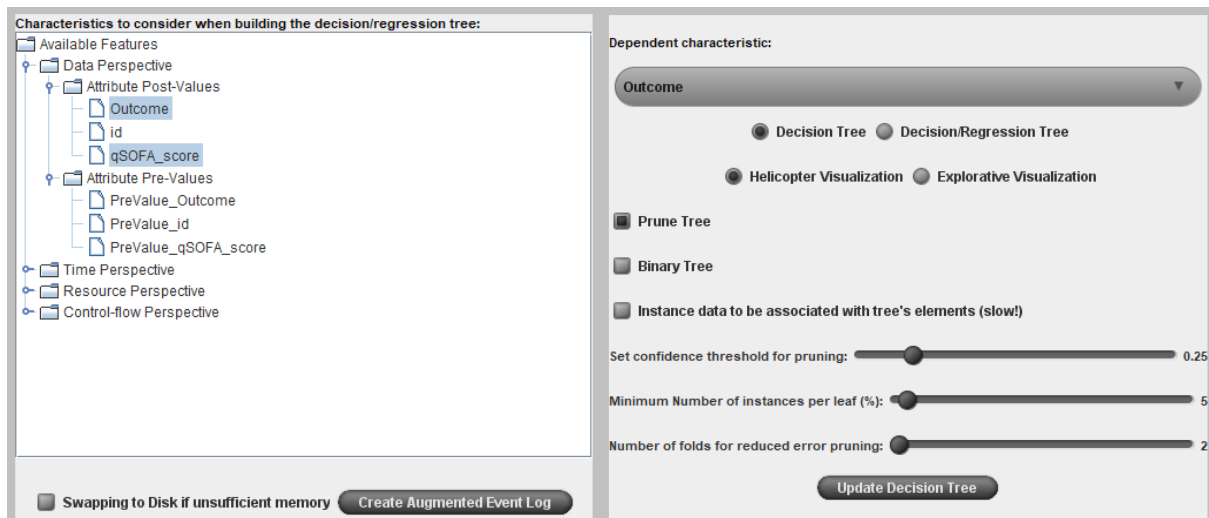 Characteristics to consider when building the decision/regression tree:
Available Features
Data Perspective
Attribute Post-Values
Outcome
id
qSOFA_score
Attribute Pre-Values
PreValue_Outcome
PreValue_id
PreValue_qSOFA_score
Time Perspective
Resource Perspective
Control-flow Perspective
Swapping to Disk if unsufficient memory Create Augmented Event Log
Dependent characteristic:
Outcome
Decision Tree Decision/Regression Tree
Helicopter Visualization Explorative Visualization
Prune Tree
Binary Tree
Instance data to be associated with tree's elements (slow!)
Set confidence threshold for pruning: 0.25
Minimum Number of instances per leaf (%): 5
Number of folds for reduced error pruning: 2
Update Decision Tree